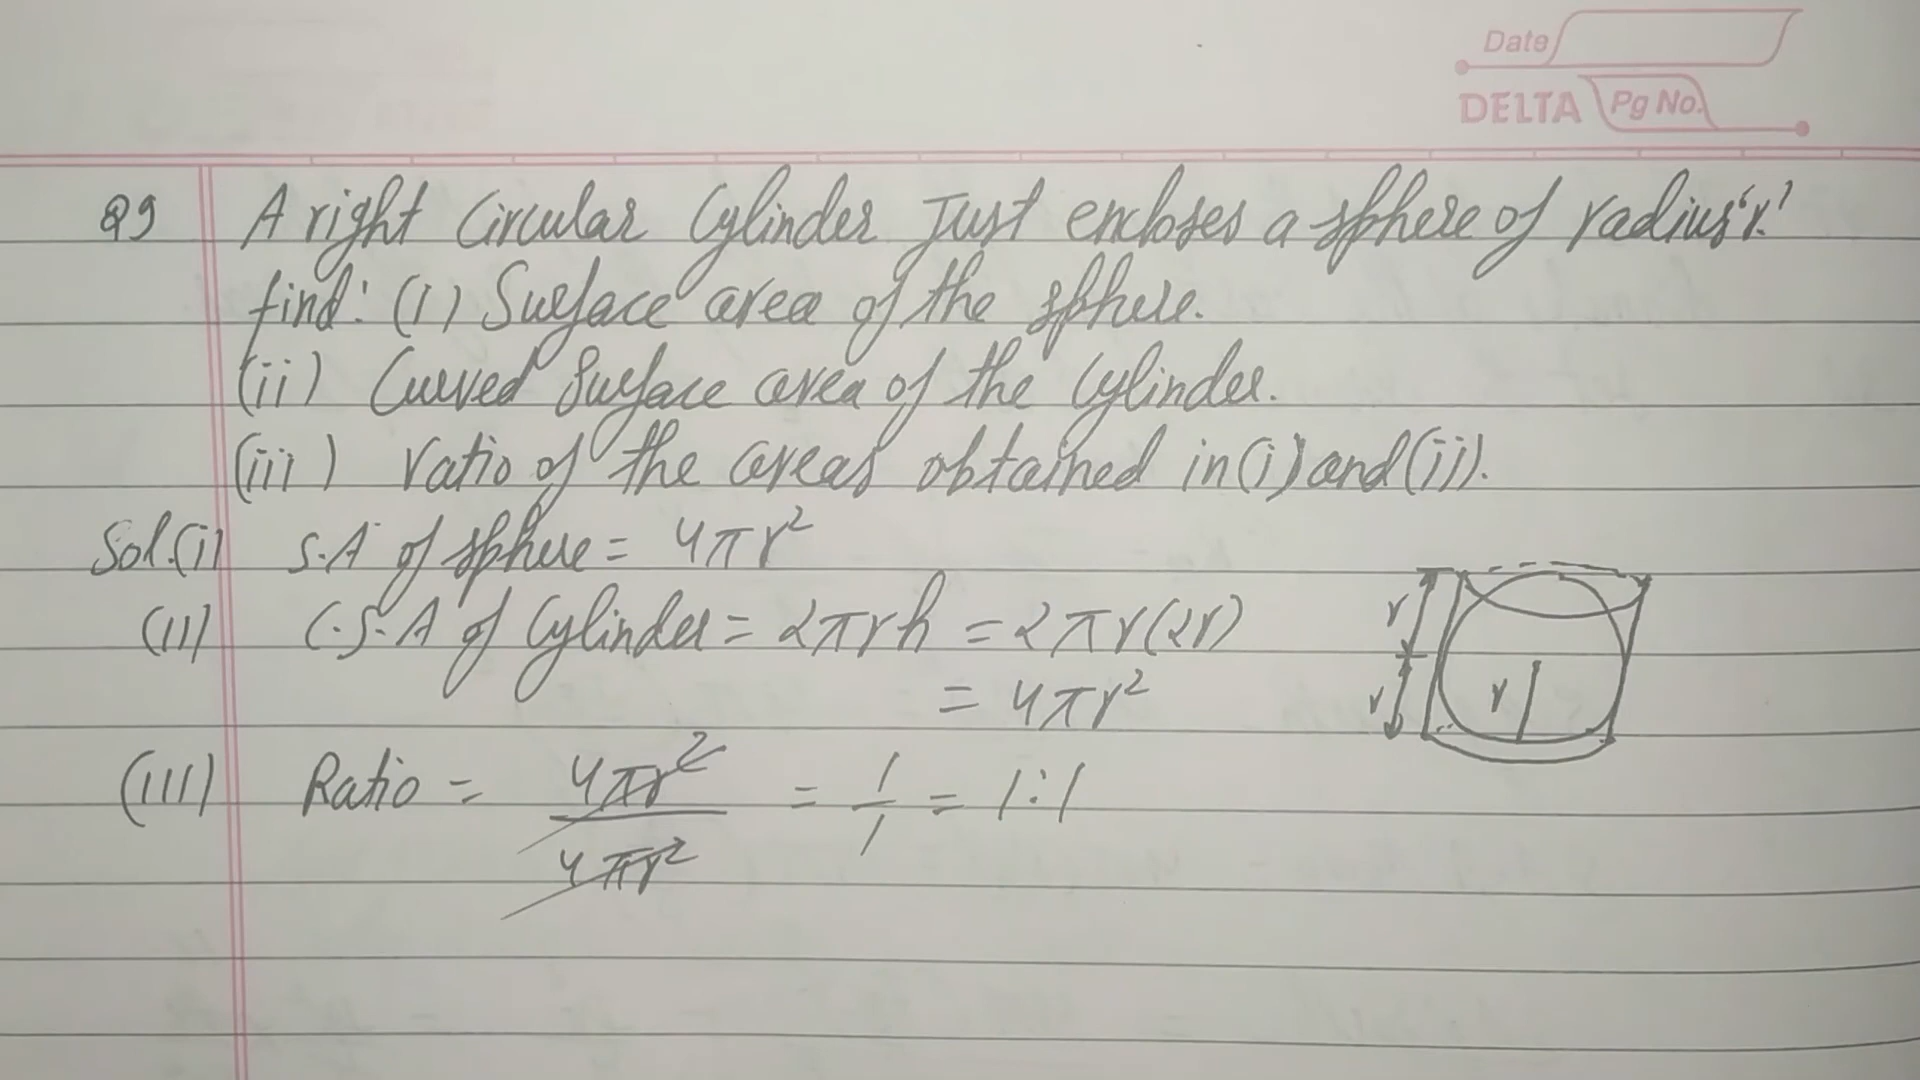 Date
DELTA Pg No.
Q9 A right Circular Cylinder Just encloses a sphere of radius 'r.'
find: (i) Surface area of the sphere.
(ii) Curved Surface area of the Cylinder.
(iii) ratio of the areas obtained in (i) and (ii).
Sol.(i) S.A of sphere = 4πr²
(ii) C.S.A of Cylinder = 2πrh = 2πr(2r)
= 4πr²
r
r
r
(iii) Ratio = 4πr²/4πr² = 1/1 = 1:1